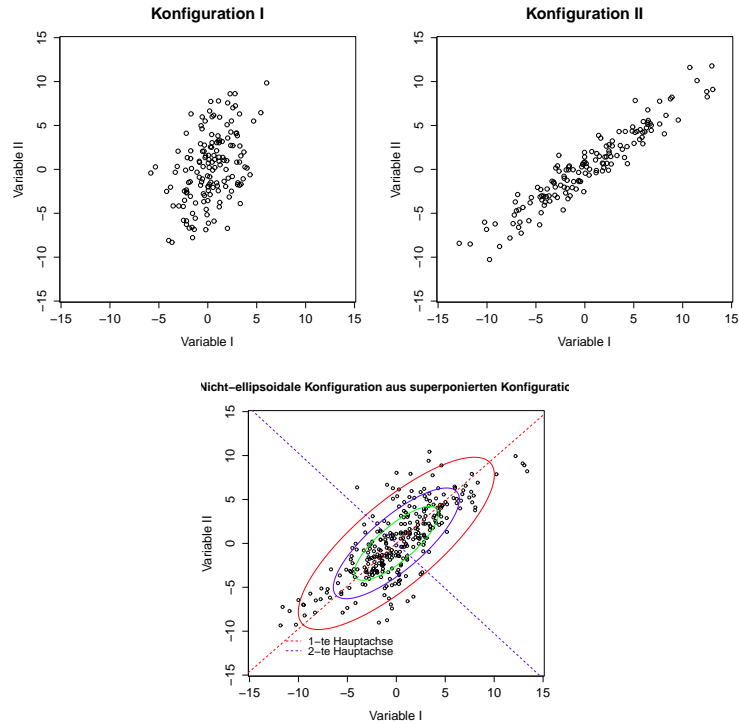 Konfiguration I
Konfiguration II
15
10
5
0
−5
−10
−15
Variable II
−15 −10 −5 0 5 10 15
Variable I
15
10
5
0
−5
−10
−15
Variable II
−15 −10 −5 0 5 10 15
Variable I
Nicht−ellipsoidale Konfiguration aus superponierten Konfiguratio
15
10
5
0
−5
−10
−15
Variable II
1−te Hauptachse
2−te Hauptachse
−15 −10 −5 0 5 10 15
Variable I